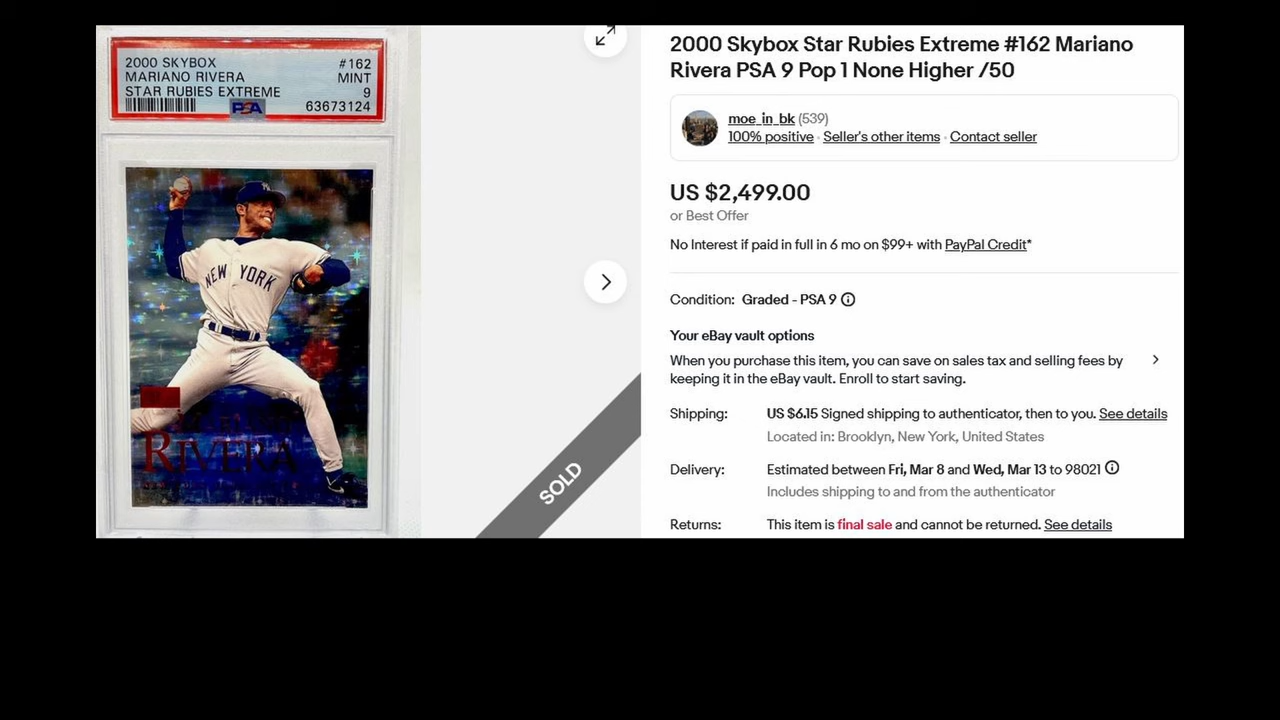 2000 SKYBOX #162
MARIANO RIVERA MINT
STAR RUBIES EXTREME 9
PSA 63673124
NEW YORK
RIVERA
SOLD
2000 Skybox Star Rubies Extreme #162 Mariano
Rivera PSA 9 Pop 1 None Higher /50
moe_in_bk (539)
100% positive · Seller's other items · Contact seller
US $2,499.00
or Best Offer
No Interest if paid in full in 6 mo on $99+ with PayPal Credit*
Condition: Graded - PSA 9
Your eBay vault options
When you purchase this item, you can save on sales tax and selling fees by
keeping it in the eBay vault. Enroll to start saving.
Shipping: US $6.15 Signed shipping to authenticator, then to you. See details
Located in: Brooklyn, New York, United States
Delivery: Estimated between Fri, Mar 8 and Wed, Mar 13 to 98021
Includes shipping to and from the authenticator
Returns: This item is final sale and cannot be returned. See details